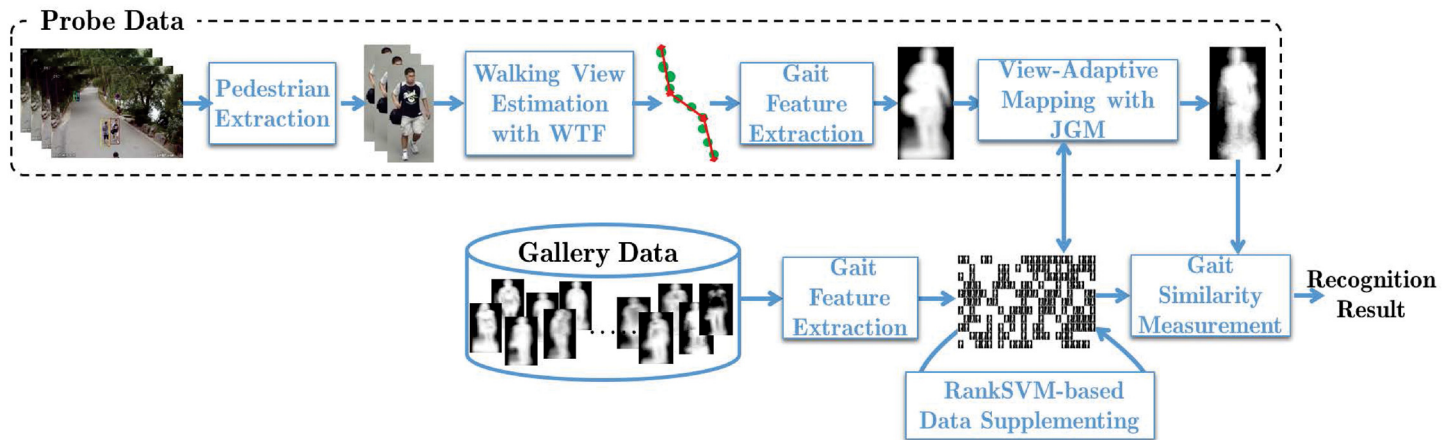 Probe Data
Pedestrian
Extraction
Walking View
Estimation
with WTF
Gait
Feature
Extraction
View-Adaptive
Mapping with
JGM
Gallery Data
Gait
Feature
Extraction
Gait
Similarity
Measurement
Recognition
Result
RankSVM-based
Data Supplementing